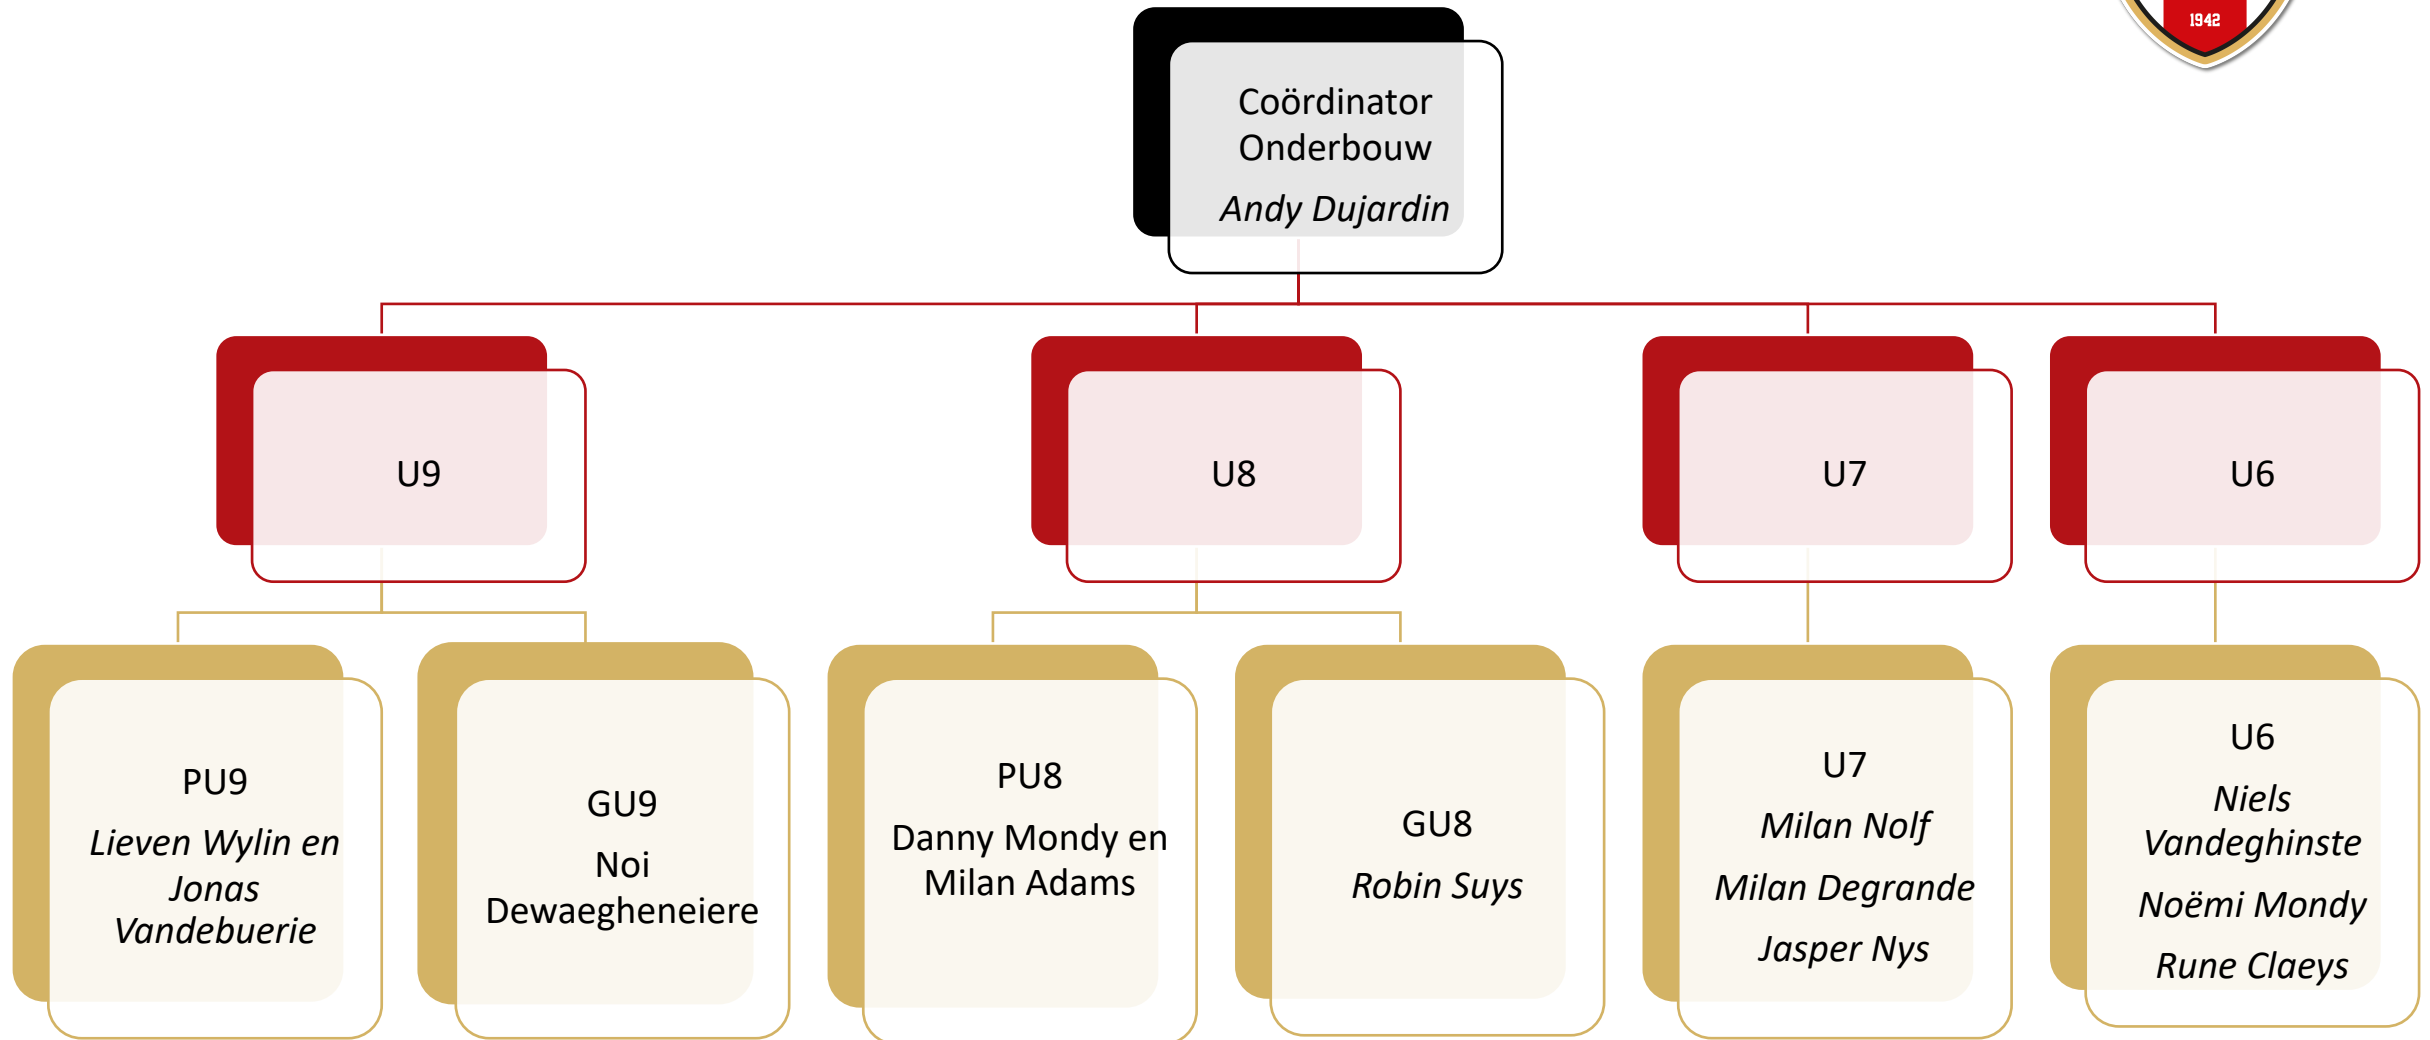 1942
Coördinator
Onderbouw
Andy Dujardin
U9
U8
U7
U6
PU9
Lieven Wylin en
Jonas
Vandebuerie
GU9
Noi
Dewaegheneiere
PU8
Danny Mondy en
Milan Adams
GU8
Robin Suys
U7
Milan Nolf
Milan Degrande
Jasper Nys
U6
Niels
Vandeghinste
Noëmi Mondy
Rune Claeys